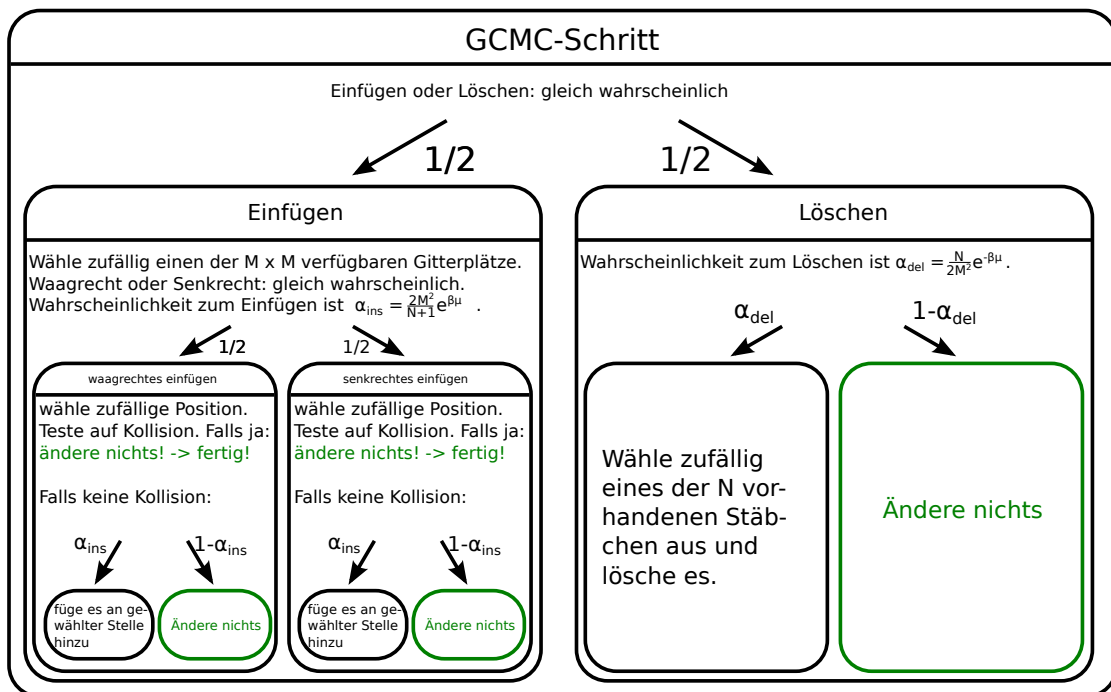 GCMC-Schritt
Einfügen oder Löschen: gleich wahrscheinlich
1/2
1/2
Einfügen
Wähle zufällig einen der M x M verfügbaren Gitterplätze.
Waagrecht oder Senkrecht: gleich wahrscheinlich.
Wahrscheinlichkeit zum Einfügen ist α_ins = 2M²/N+1 e^βμ .
1/2
1/2
waagrechtes einfügen
wähle zufällige Position.
Teste auf Kollision. Falls ja:
ändere nichts! -> fertig!
Falls keine Kollision:
α_ins
1-α_ins
füge es an ge-
wählter Stelle
hinzu
Ändere nichts
senkrechtes einfügen
wähle zufällige Position.
Teste auf Kollision. Falls ja:
ändere nichts! -> fertig!
Falls keine Kollision:
α_ins
1-α_ins
füge es an ge-
wählter Stelle
hinzu
Ändere nichts
Löschen
Wahrscheinlichkeit zum Löschen ist α_del = N/2M² e^-βμ .
α_del
1-α_del
Wähle zufällig
eines der N vor-
handenen Stäb-
chen aus und
lösche es.
Ändere nichts